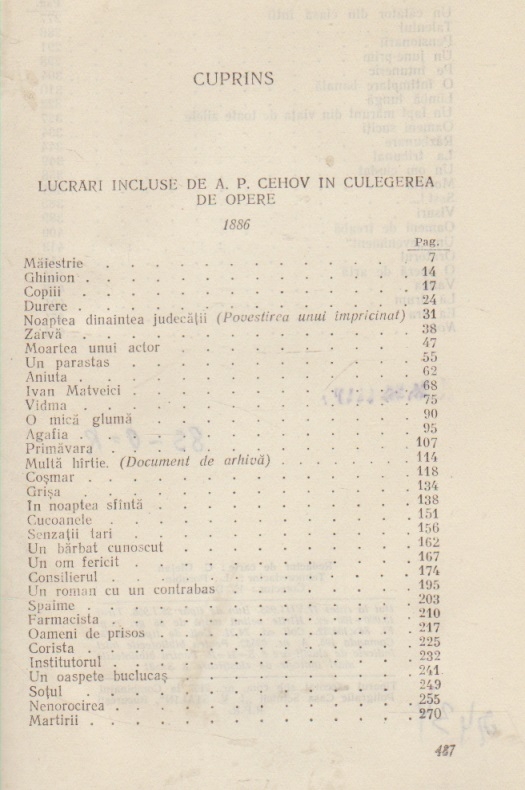 CUPRINS
LUCRĂRI INCLUSE DE A. P. CEHOV IN CULEGEREA
DE OPERE
1886
Pag.
Măiestrie . . . . . . . . . . . . 7
Ghinion . . . . . . . . . . . . 14
Copiii . . . . . . . . . . . . 17
Durere . . . . . . . . . . . . 24
Noaptea dinaintea judecății (Povestirea unui împricinat) 31
Zarvă . . . . . . . . . . . . 38
Moartea unui actor . . . . . . . . . . 47
Un parastas . . . . . . . . . . . 55
Aniuta . . . . . . . . . . . . 62
Ivan Matveici . . . . . . . . . . . 68
Vidma . . . . . . . . . . . . 75
O mică glumă . . . . . . . . . . . 90
Agafia . . . . . . . . . . . . 95
Primăvara . . . . . . . . . . . . 107
Multă hîrtie. (Document de arhivă) . . . . . . . 114
Coșmar . . . . . . . . . . . . 118
Grișa . . . . . . . . . . . . 134
In noaptea sfîntă . . . . . . . . . . 138
Cucoanele . . . . . . . . . . . . 151
Senzații tari . . . . . . . . . . . 156
Un bărbat cunoscut . . . . . . . . . . 162
Un om fericit . . . . . . . . . . . 167
Consilierul . . . . . . . . . . . . 174
Un roman cu un contrabas . . . . . . . . 195
Spaime . . . . . . . . . . . . 203
Farmacista . . . . . . . . . . . . 210
Oameni de prisos . . . . . . . . . . 217
Corista . . . . . . . . . . . . 225
Institutorul . . . . . . . . . . . 232
Un oaspete buclucaș . . . . . . . . . . 241
Soțul . . . . . . . . . . . . 249
Nenorocirea . . . . . . . . . . . 255
Martirii . . . . . . . . . . . . 270
487